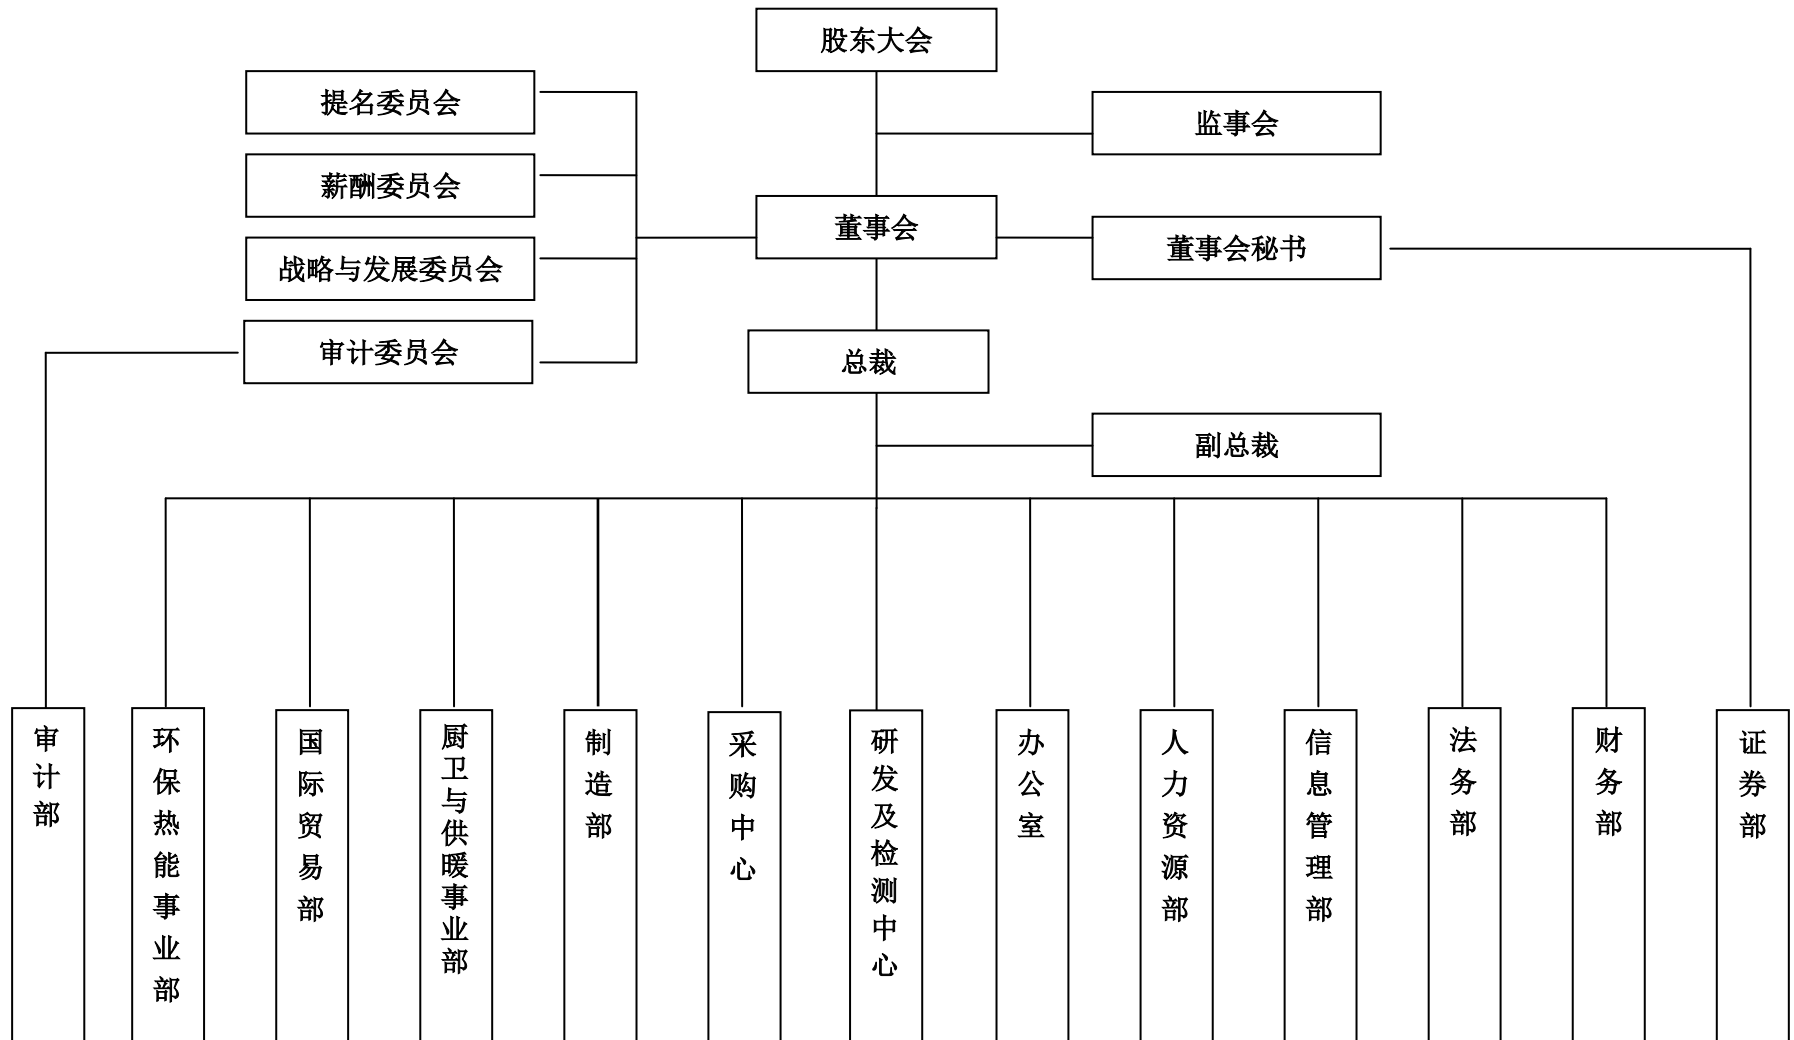 股东大会
提名委员会
监事会
薪酬委员会
董事会
董事会秘书
战略与发展委员会
审计委员会
总裁
副总裁
审计部
环保热能事业部
国际贸易部
厨卫与供暖事业部
制造部
采购中心
研发及检测中心
办公室
人力资源部
信息管理部
法务部
财务部
证券部